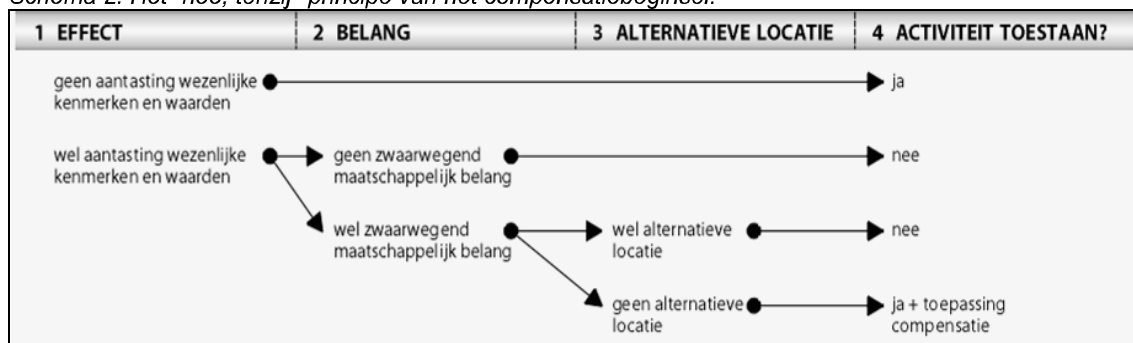 Schema 2: Het 'nee, tenzij'-principe van het compensatiebeginsel.
1 EFFECT 2 BELANG 3 ALTERNATIEVE LOCATIE 4 ACTIVITEIT TOESTAAN?
geen aantasting wezenlijke
kenmerken en waarden
ja
wel aantasting wezenlijke
kenmerken en waarden
geen zwaarwegend
maatschappelijk belang
nee
wel zwaarwegend
maatschappelijk belang
wel alternatieve
locatie
nee
geen alternatieve
locatie
ja + toepassing
compensatie